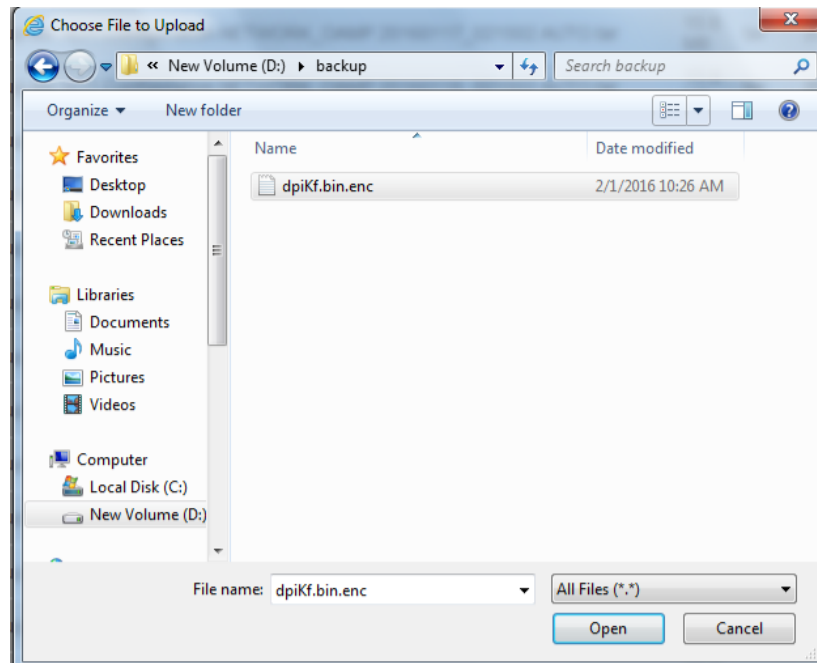 Choose File to Upload
« New Volume (D:) ▸ backup
Search backup
Organize
New folder
Name
Date modified
Favorites
Desktop
Downloads
Recent Places
Libraries
Documents
Music
Pictures
Videos
Computer
Local Disk (C:)
New Volume (D:)
dpiKf.bin.enc 2/1/2016 10:26 AM
File name: dpiKf.bin.enc
All Files (*.*)
Open
Cancel